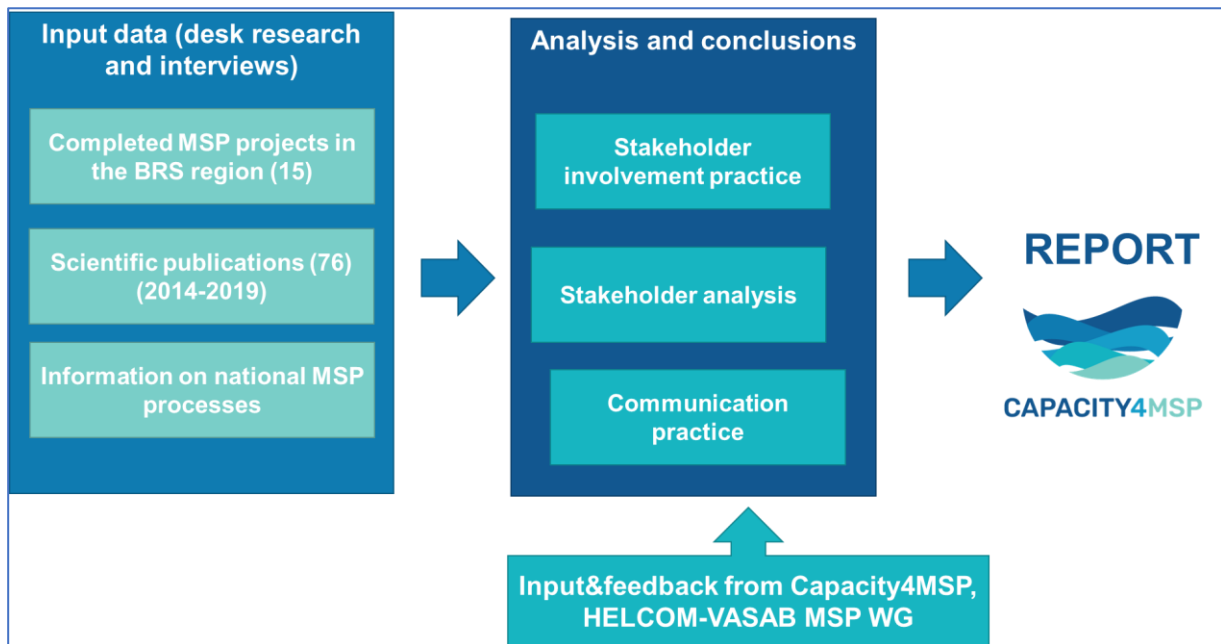 Input data (desk research
and interviews)
Completed MSP projects in
the BRS region (15)
Scientific publications (76)
(2014-2019)
Information on national MSP
processes
Analysis and conclusions
Stakeholder
involvement practice
Stakeholder analysis
Communication
practice
Input&feedback from Capacity4MSP,
HELCOM-VASAB MSP WG
REPORT
CAPACITY4MSP